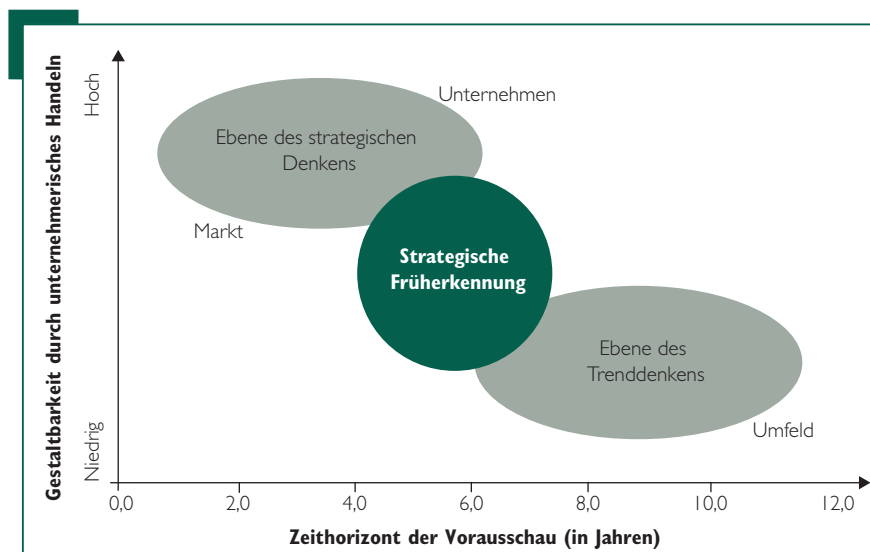 Gestaltbarkeit durch unternehmerisches Handeln
Hoch
Niedrig
Unternehmen
Ebene des strategischen
Denkens
Markt
Strategische
Früherkennung
Ebene des
Trenddenkens
Umfeld
0,0 2,0 4,0 6,0 8,0 10,0 12,0
Zeithorizont der Vorausschau (in Jahren)